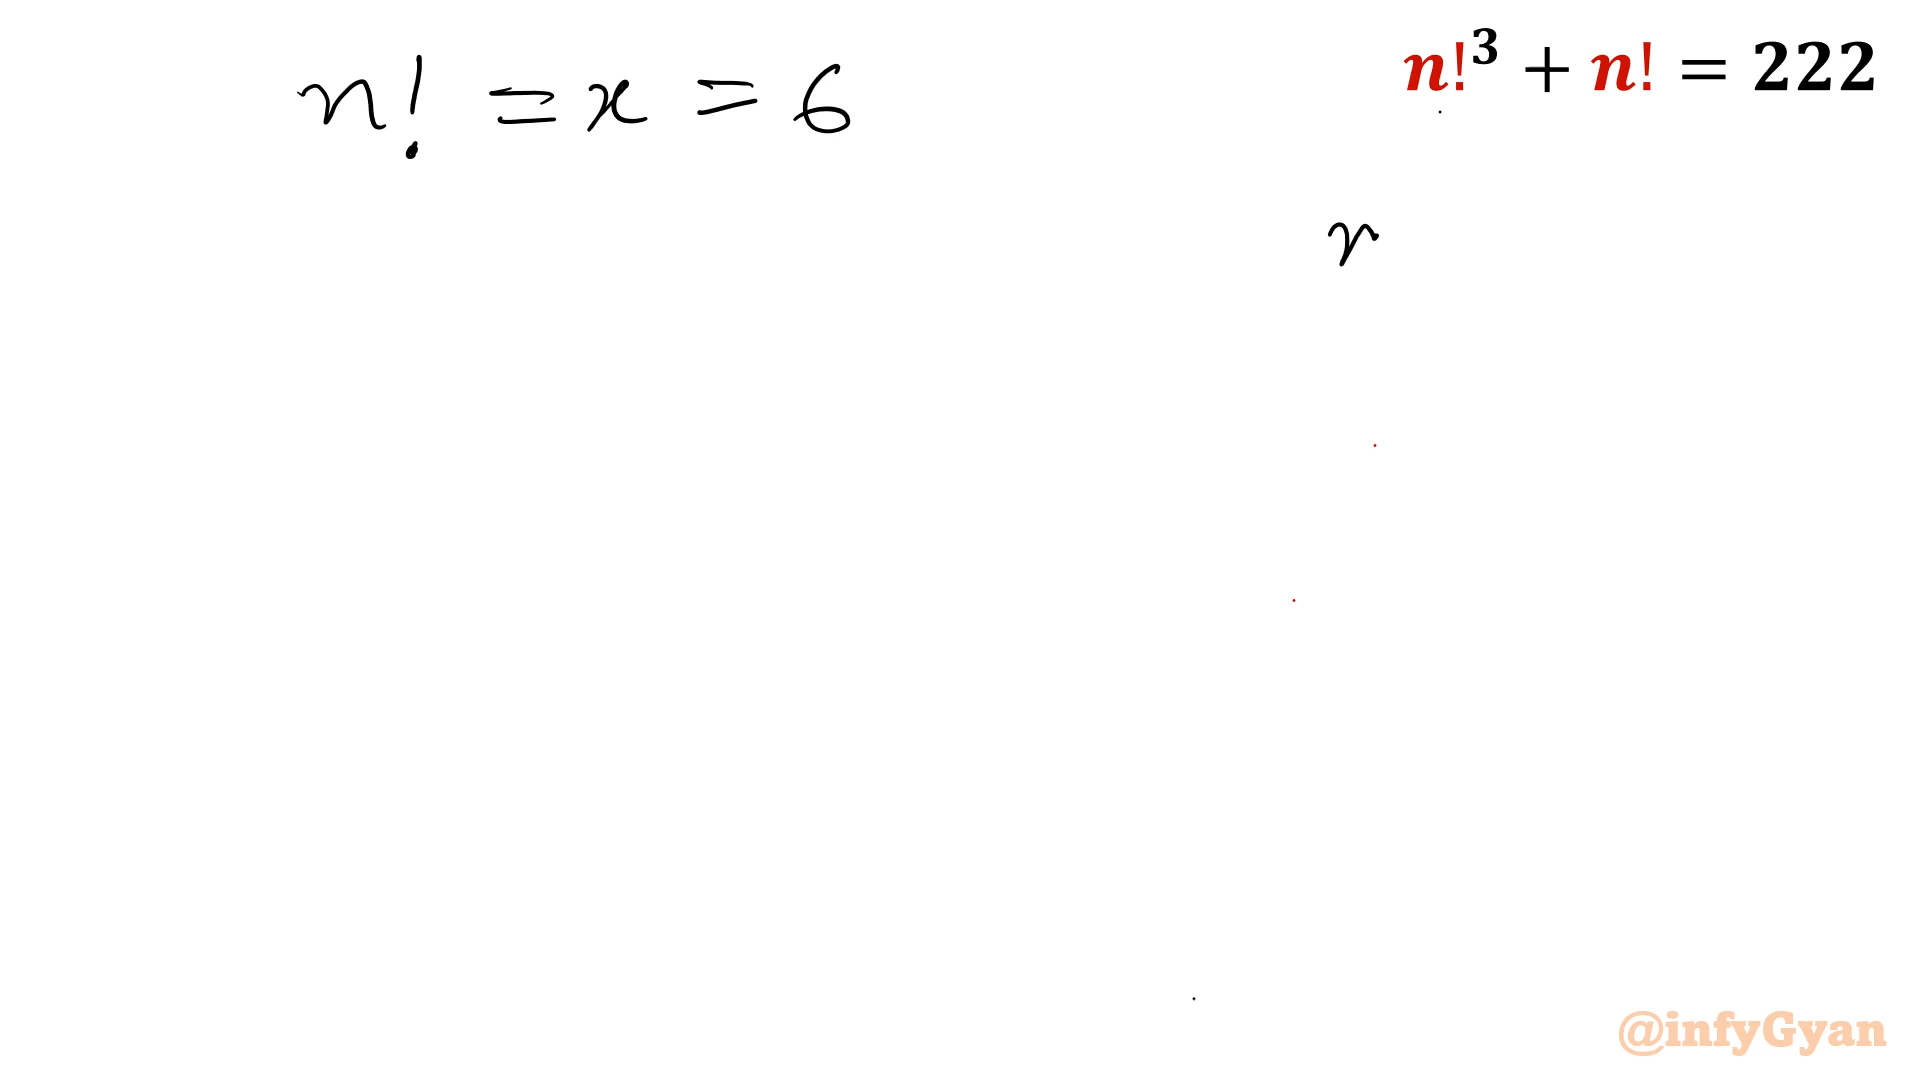 n! = x = 6
n!³ + n! = 222
n
@infyGyan